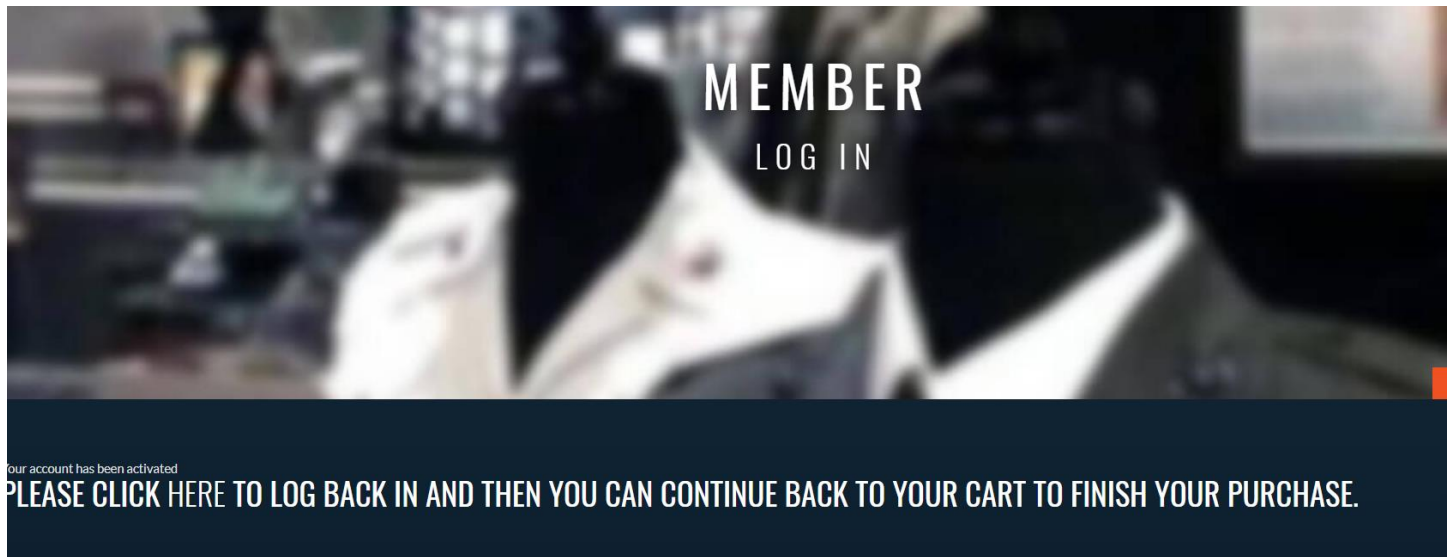 MEMBER
LOG IN
Your account has been activated
PLEASE CLICK HERE TO LOG BACK IN AND THEN YOU CAN CONTINUE BACK TO YOUR CART TO FINISH YOUR PURCHASE.